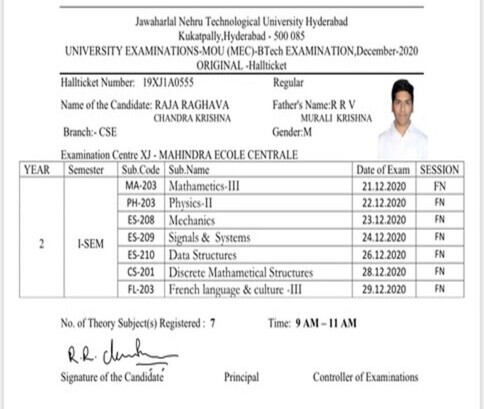 Jawaharlal Nehru Technological University Hyderabad
Kukatpally,Hyderabad - 500 085
UNIVERSITY EXAMINATIONS-MOU (MEC)-BTech EXAMINATION,December-2020
ORIGINAL -Hallticket
Hallticket Number: 19XJ1A0555 Regular
Name of the Candidate: RAJA RAGHAVA Father's Name:R R V
CHANDRA KRISHNA MURALI KRISHNA
Branch:- CSE Gender:M
Examination Centre XJ - MAHINDRA ECOLE CENTRALE
YEAR Semester Sub.Code Sub.Name Date of Exam SESSION
MA-203 Mathametics-III 21.12.2020 FN
PH-203 Physics-II 22.12.2020 FN
ES-208 Mechanics 23.12.2020 FN
2 I-SEM ES-209 Signals & Systems 24.12.2020 FN
ES-210 Data Structures 26.12.2020 FN
CS-201 Discrete Mathametical Structures 28.12.2020 FN
FL-203 French language & culture -III 29.12.2020 FN
No. of Theory Subject(s) Registered : 7 Time: 9 AM – 11 AM
R.R.
Signature of the Candidate Principal Controller of Examinations